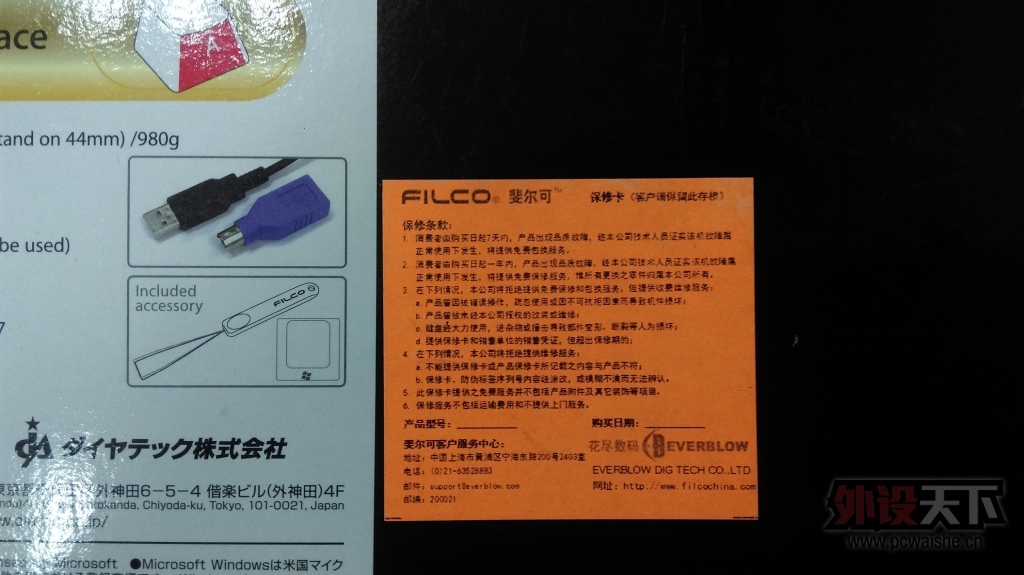 ace
A
tand on 44mm) /980g
be used)
Included
accessory
FILCO
7
ダイヤテック株式会社
外神田6-5-4 偕楽ビル(外神田)4F
tokanda, Chiyoda-ku, Tokyo, 101-0021, Japan
.jp/
Microsoft ●Microsoft Windowsは米国マイク
FILCO® 斐尔可™ 保修卡（客户请保留此存根）
保修条款：
1. 消费者由购买日起7天内，产品出现品质故障，经本公司技术人员证实该机故障属
正常使用下发生，将提供免费包换服务。
2. 消费者由购买日起一年内，产品出现品质故障，经本公司技术人员证实该机故障属
正常使用下发生，将提供免费保修服务，惟所有更换之零件归属本公司所有。
3. 在下列情况，本公司将拒绝提供免费保修和包换服务，但提供收费维修服务：
a. 产品曾因被错误操作，疏忽使用或因不可抗拒因素而导致机件损坏；
b. 产品曾被未经本公司授权的改装或维修；
c. 键盘经大力使用，进杂物或撞击导致部件变形、断裂等人为损坏；
d. 提供保修卡和销售单位的销售凭证，但超出保修期的；
4. 在下列情况，本公司将拒绝提供维修服务：
a. 不能提供保修卡或产品保修卡所记载之内容与产品不符；
b. 保修卡、防伪标签序列号内容经涂改，或模糊不清而无法辨认。
5. 此保修卡提供之免费服务并不包括产品附件及其它装饰等项目。
6. 保修服务不包括运输费用和不提供上门服务。
产品型号：__________ 购买日期：__________
斐尔可客户服务中心：
地址：中国上海市黄浦区宁海东路200号2403室
电话：(0)21-63528883
邮件：support@everblow.com
邮编：200021
花尽数码 EVERBLOW
EVERBLOW DIG TECH CO.,LTD
网址：http://www.filcochina.com
外设天下
www.pcwaishe.cn